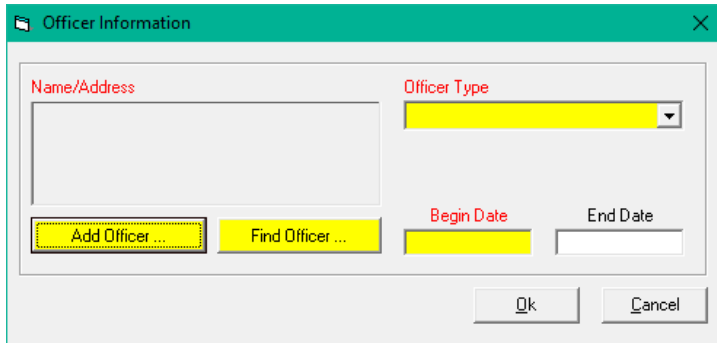 Officer Information
Name/Address
Officer Type
Add Officer ...
Find Officer ...
Begin Date
End Date
Ok
Cancel